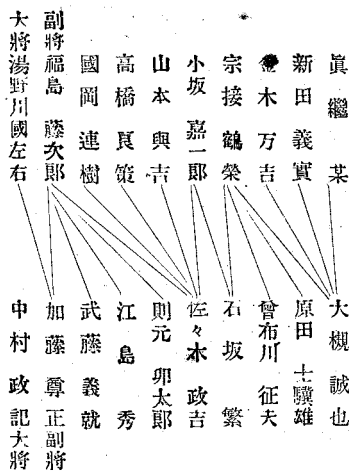 眞繼某
新田義實
木万吉
宗接鶴榮
小坂嘉一郎
山本與吉
高橋良策
國岡連樹
副將福島藤次郎
大將湯野川國左右
大槻誠也
原田士驥雄
曾布川征夫
石坂繁
佐々木政吉
則元卯太郎
江島秀
武藤義就
加藤尊正副將
中村政記大將